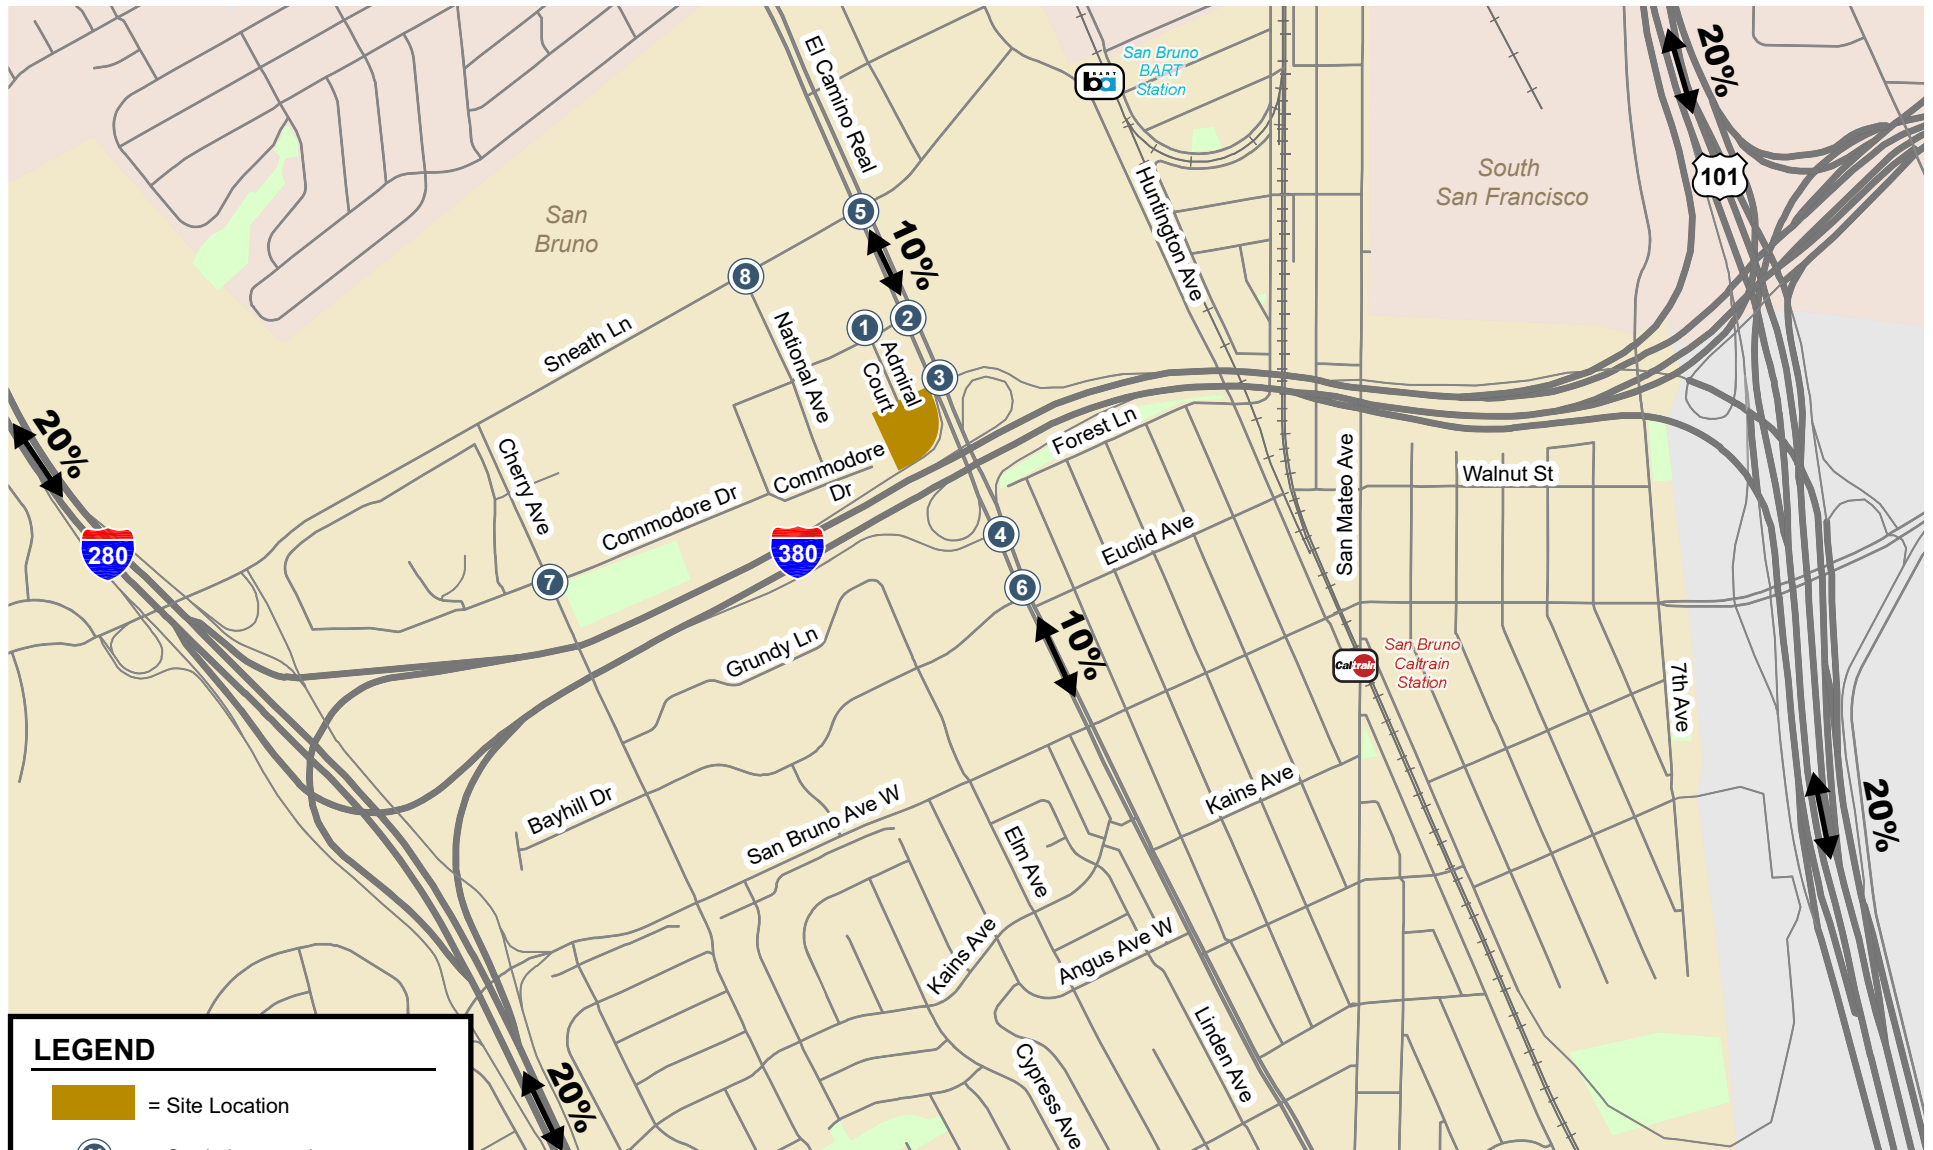 El Camino Real
San Bruno
BART
Station
BART
ba
20%
101
South
San Francisco
San
Bruno
Huntington Ave
5
10%
8
1
2
National Ave
Admiral
Court
3
Sneath Ln
20%
Cherry Ave
Commodore
Dr
Commodore Dr
Forest Ln
San Mateo Ave
Walnut St
280
380
4
Euclid Ave
7
6
10%
Grundy Ln
Caltrain
San Bruno
Caltrain
Station
7th Ave
Bayhill Dr
San Bruno Ave W
Kains Ave
20%
Elm Ave
Kains Ave
Angus Ave W
Linden Ave
Cypress Ave
20%
LEGEND
= Site Location